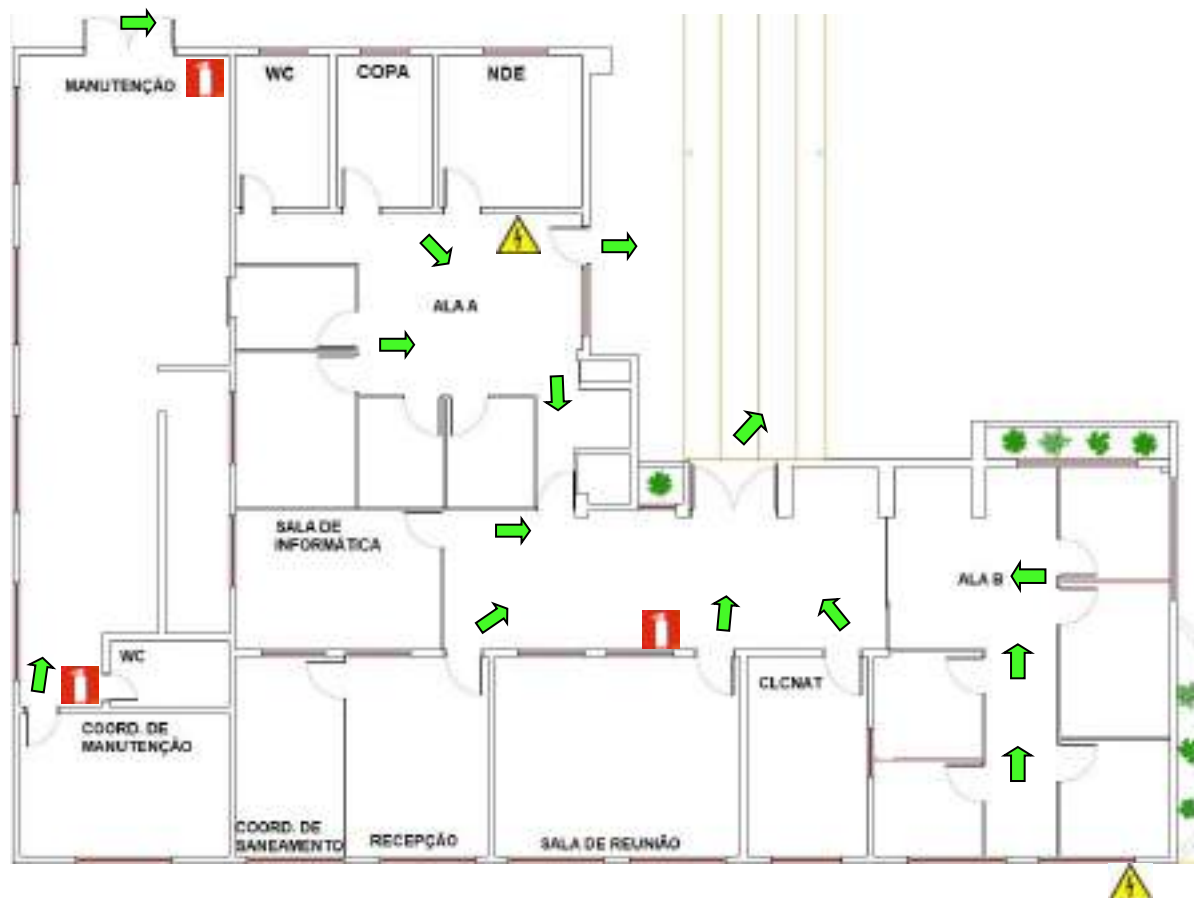 MANUTENÇÃO
WC
COPA
NDE
ALA A
SALA DE
INFORMÁTICA
ALA B
WC
CLCNAT
COORD. DE
MANUTENÇÃO
COORD. DE
SANEAMENTO
RECEPÇÃO
SALA DE REUNIÃO